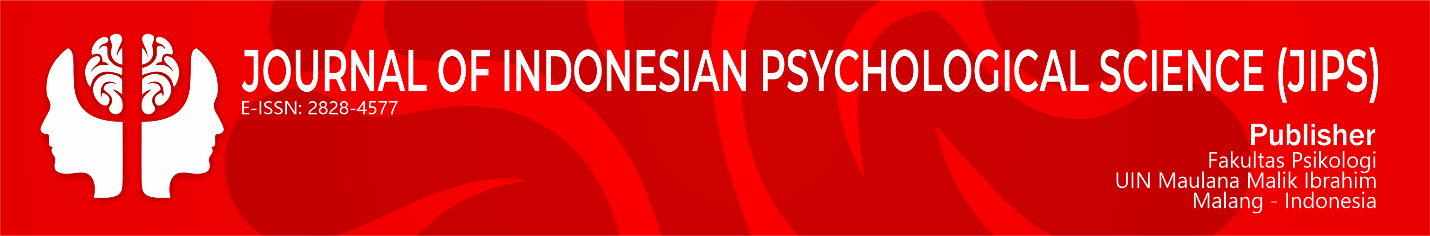 JOURNAL OF INDONESIAN PSYCHOLOGICAL SCIENCE (JIPS)
E-ISSN: 2828-4577
Publisher
Fakultas Psikologi
UIN Maulana Malik Ibrahim
Malang - Indonesia